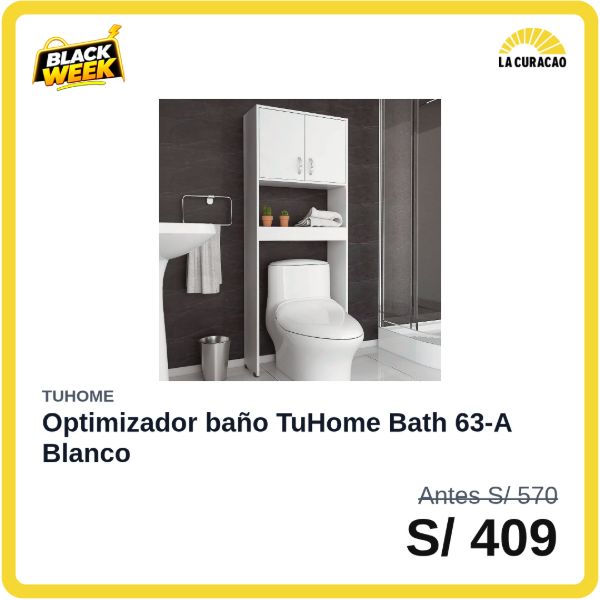 BLACK
WEEK
LA CURACAO
TUHOME
Optimizador baño TuHome Bath 63-A
Blanco
Antes S/ 570
S/ 409